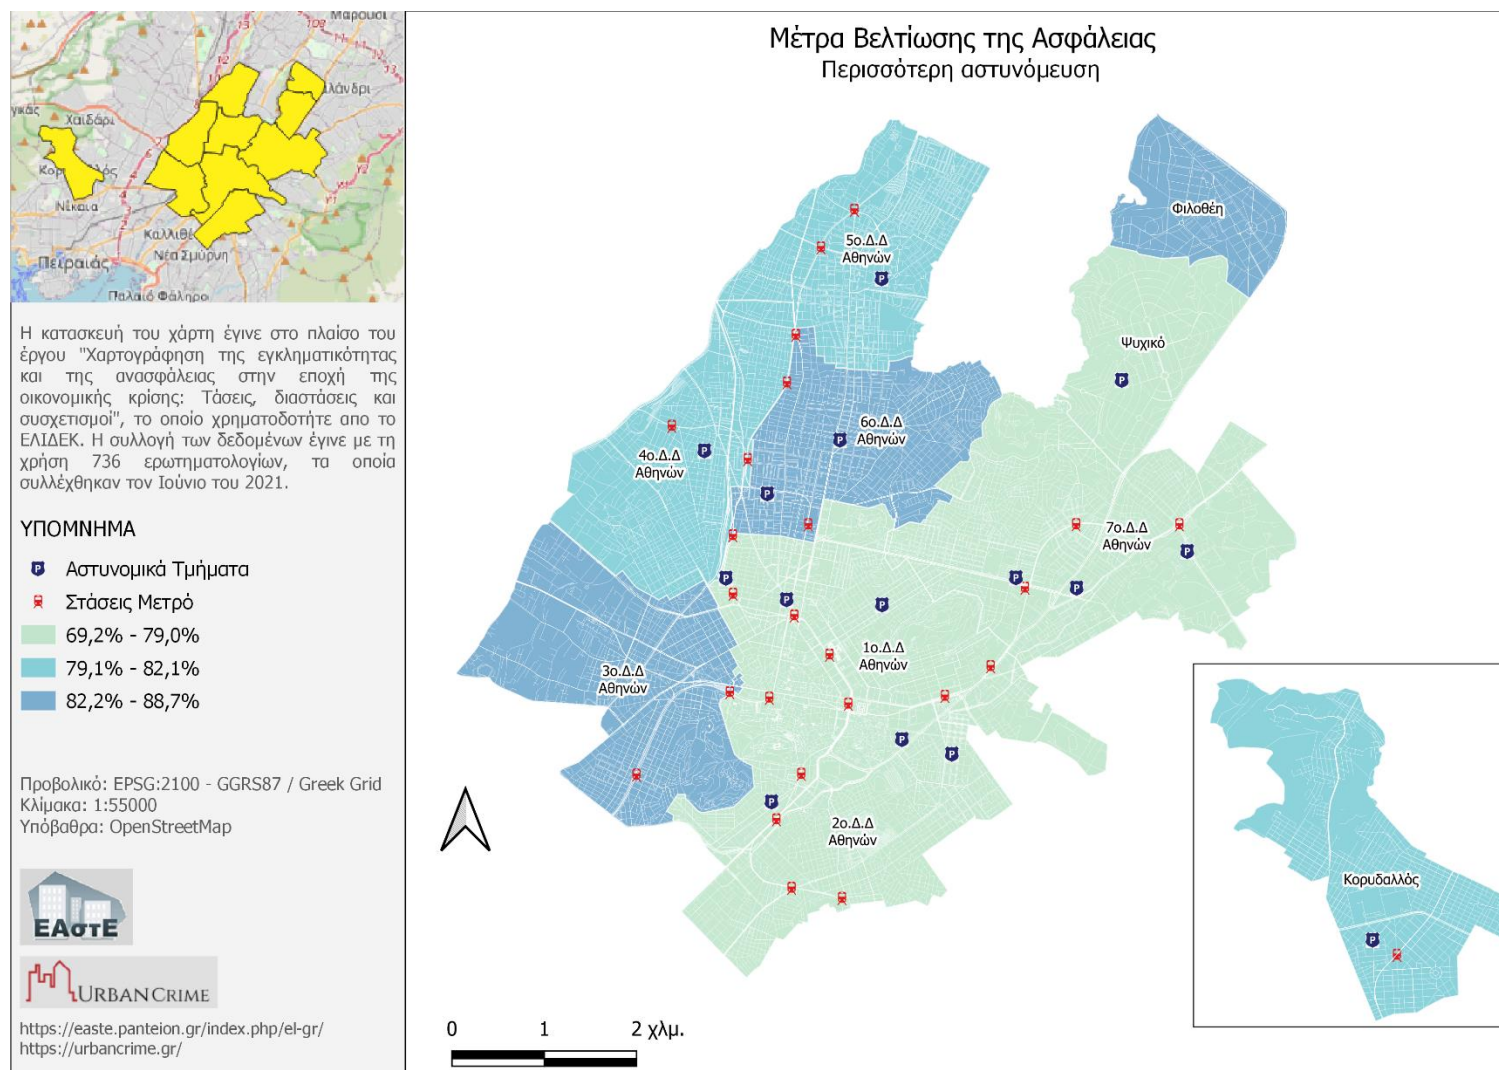 Μαρούσι
λάνδρι
Χαϊδάρι
Νίκαια
Καλλιθέ
Πειραιάς
Νέα Σμύρνη
Παλαιό Φάληρο
Η κατασκευή του χάρτη έγινε στο πλαίσο του
έργου "Χαρτογράφηση της εγκληματικότητας
και της ανασφάλειας στην εποχή της
οικονομικής κρίσης: Τάσεις, διαστάσεις και
συσχετισμοί", το οποίο χρηματοδοτήτε απο το
ΕΛΙΔΕΚ. Η συλλογή των δεδομένων έγινε με τη
χρήση 736 ερωτηματολογίων, τα οποία
συλλέχθηκαν τον Ιούνιο του 2021.
ΥΠΟΜΝΗΜΑ
Αστυνομικά Τμήματα
Στάσεις Μετρό
69,2% - 79,0%
79,1% - 82,1%
82,2% - 88,7%
Προβολικό: EPSG:2100 - GGRS87 / Greek Grid
Κλίμακα: 1:55000
Υπόβαθρα: OpenStreetMap
ΕΑστΕ
URBANCRIME
https://easte.panteion.gr/index.php/el-gr/
https://urbancrime.gr/
Μέτρα Βελτίωσης της Ασφάλειας
Περισσότερη αστυνόμευση
Φιλοθέη
5ο.Δ.Δ
Αθηνών
Ψυχικό
6ο.Δ.Δ
Αθηνών
4ο.Δ.Δ
Αθηνών
7ο.Δ.Δ
Αθηνών
1ο.Δ.Δ
Αθηνών
3ο.Δ.Δ
Αθηνών
2ο.Δ.Δ
Αθηνών
Κορυδαλλός
0 1 2 χλμ.